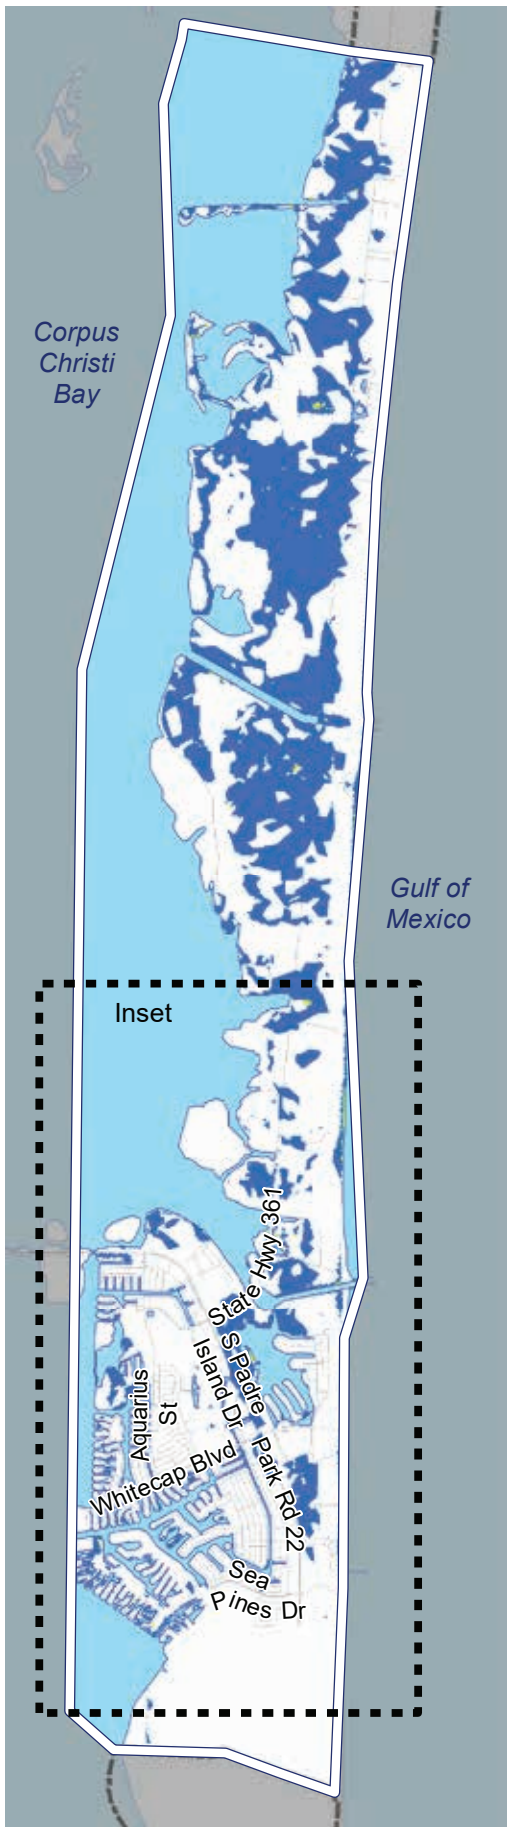 Corpus
Christi
Bay
Gulf of
Mexico
Inset
State Hwy 361
S Padre
Island Dr
Aquarius
St
Park Rd 22
Whitecap Blvd
Sea
Pines Dr